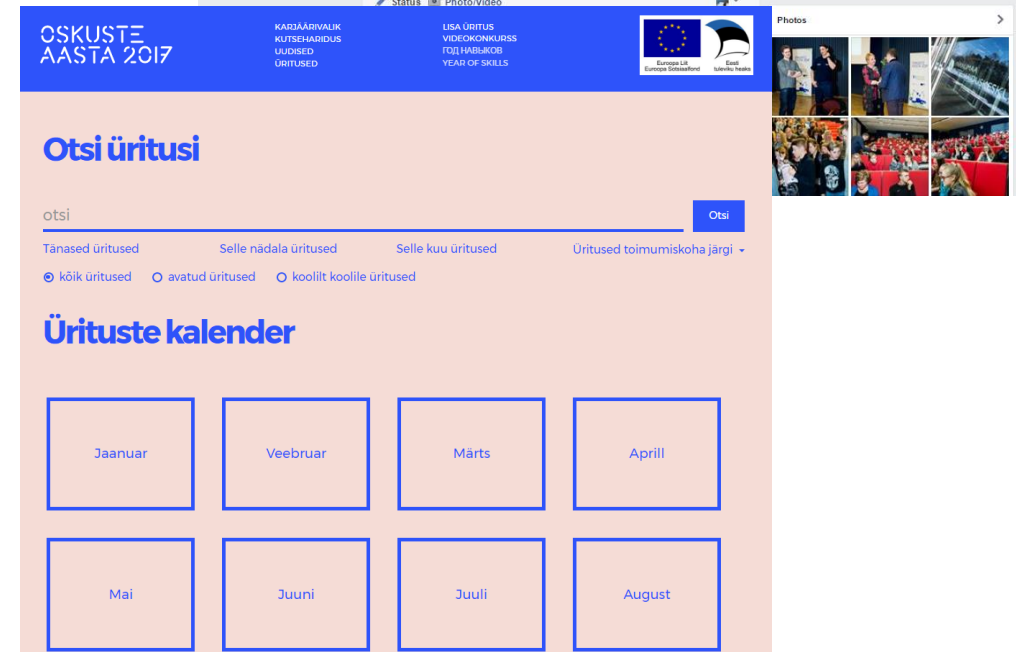 Status Photo/Video
OSKUSTE
AASTA 2017
KARJÄÄRIVALIK
KUTSEHARIDUS
UUDISED
ÜRITUSED
LISA ÜRITUS
VIDEOKONKURSS
ГОД НАВЫКОВ
YEAR OF SKILLS
Euroopa Liit
Euroopa Sotsiaalfond
Eesti
tuleviku heaks
Photos
Otsi üritusi
otsi
Otsi
Tänased üritused
Selle nädala üritused
Selle kuu üritused
Üritused toimumiskoha järgi
kõik üritused
avatud üritused
koolilt koolile üritused
Ürituste kalender
Jaanuar
Veebruar
Märts
Aprill
Mai
Juuni
Juuli
August